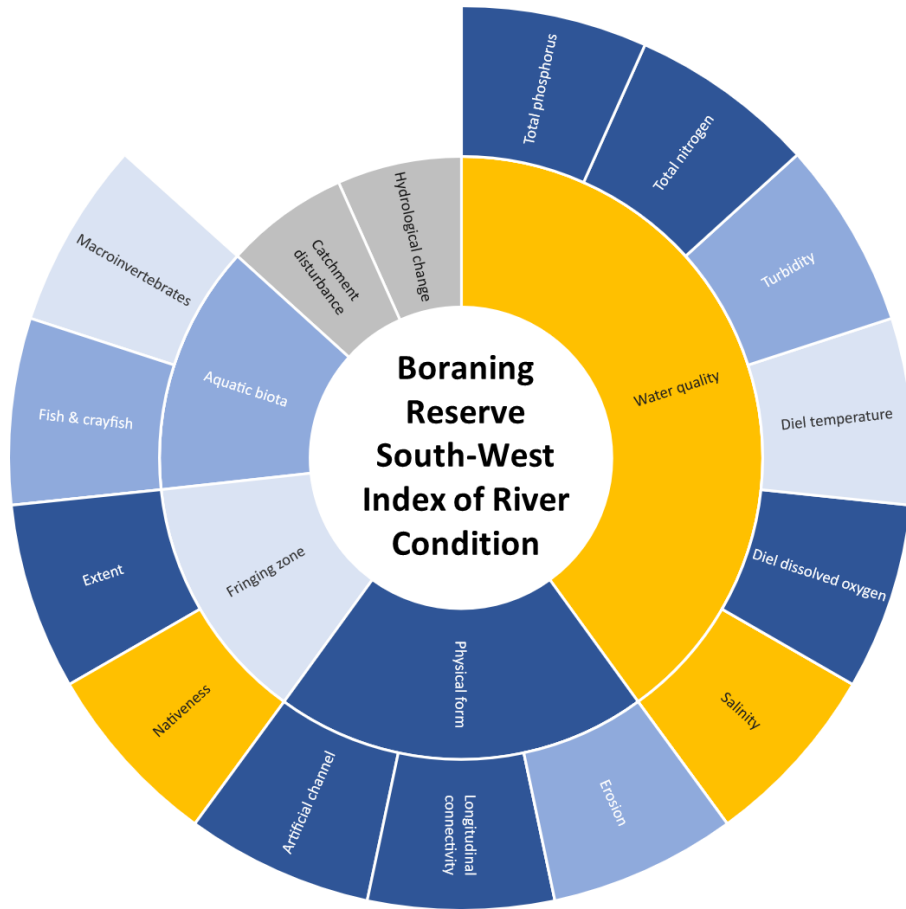 Boraning
Reserve
South-West
Index of River
Condition
Water quality
Physical form
Fringing zone
Aquatic biota
Catchment
disturbance
Hydrological change
Total phosphorus
Total nitrogen
Turbidity
Diel temperature
Diel dissolved oxygen
Salinity
Erosion
Longitudinal
connectivity
Artificial channel
Nativeness
Extent
Fish & crayfish
Macroinvertebrates